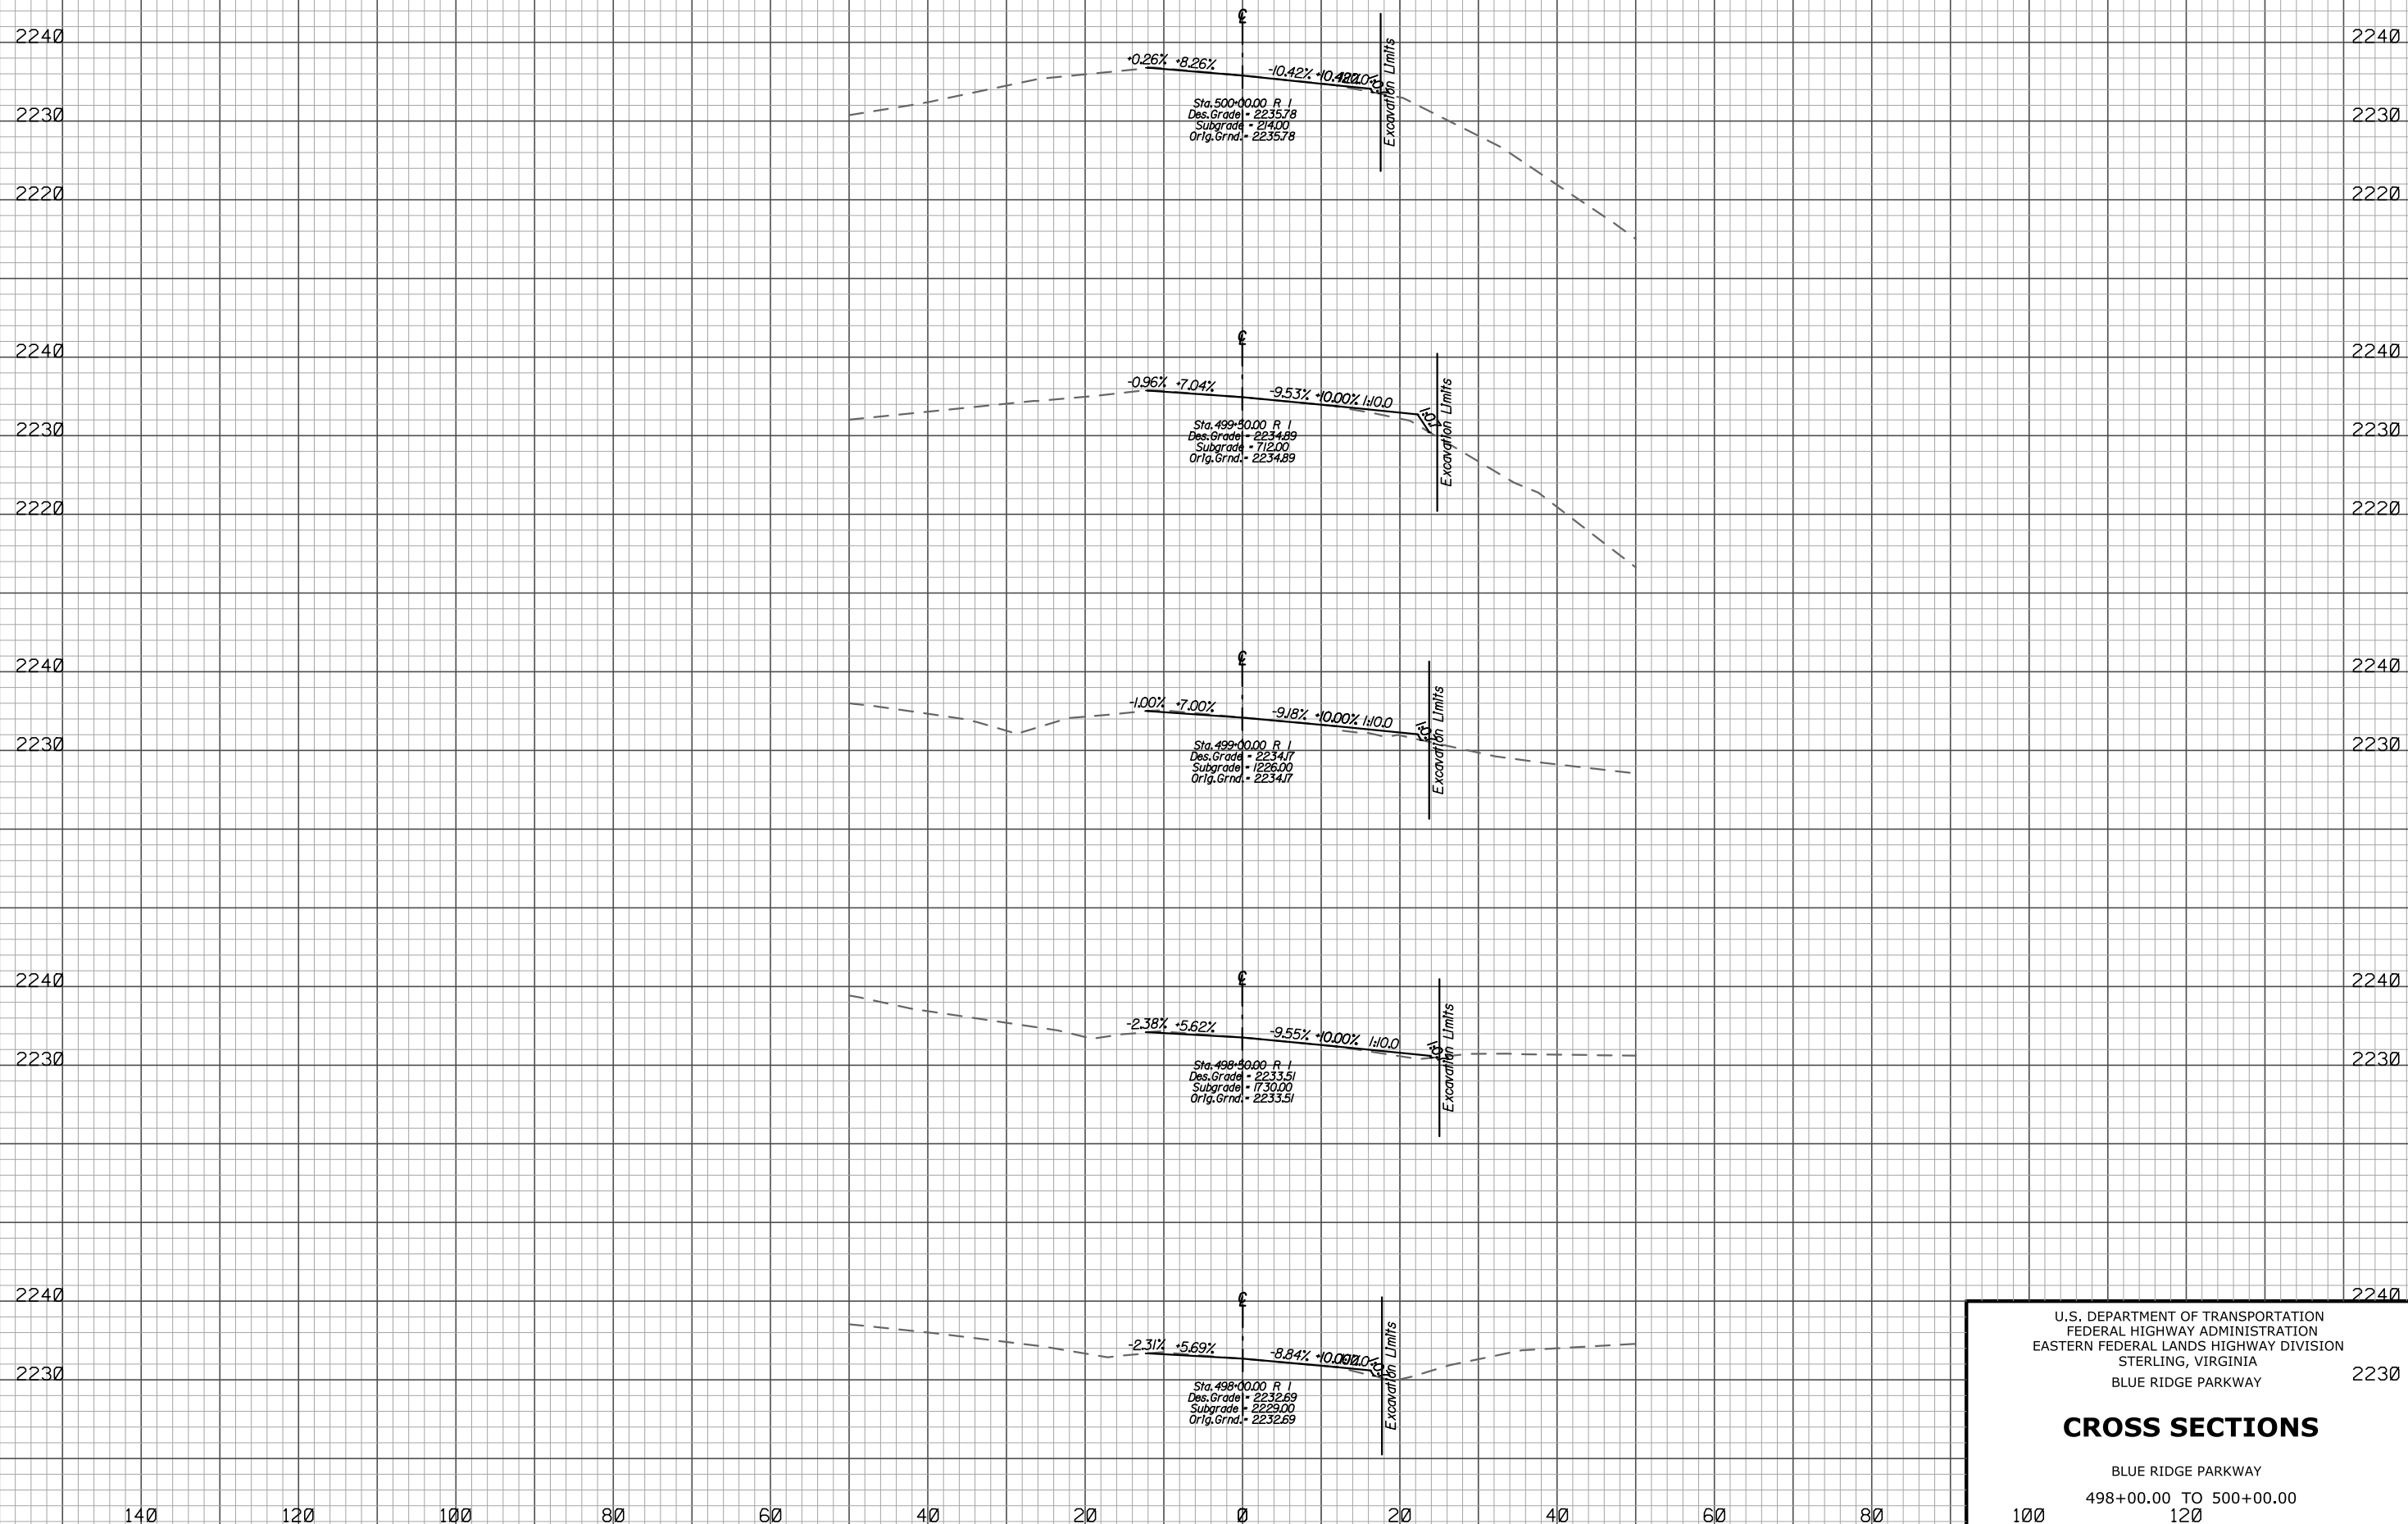 2240 2240
+0.26% +8.26% -10.42% +10.42%
Excavation Limits
Sta. 500+00.00 R 1
Des.Grade = 2235.78
Subgrade = 214.00
Orig.Grnd.= 2235.78
2230 2230
2220 2220
2240 2240
-0.96% +7.04% -9.53% +10.00% 1:10.0
1:0.7
Excavation Limits
Sta. 499+50.00 R 1
Des.Grade = 2234.89
Subgrade = 712.00
Orig.Grnd.= 2234.89
2230 2230
2220 2220
2240 2240
-1.00% +7.00% -9.18% +10.00% 1:10.0
Excavation Limits
Sta. 499+00.00 R 1
Des.Grade = 2234.17
Subgrade = 1226.00
Orig.Grnd.= 2234.17
2230 2230
2240 2240
-2.38% +5.62% -9.55% +10.00% 1:10.0
Excavation Limits
Sta. 498+50.00 R 1
Des.Grade = 2233.51
Subgrade = 1730.00
Orig.Grnd.= 2233.51
2230 2230
2240 2240
-2.31% +5.69% -8.84% +10.00%
Excavation Limits
Sta. 498+00.00 R 1
Des.Grade = 2232.69
Subgrade = 2229.00
Orig.Grnd.= 2232.69
2230 2230
140 120 100 80 60 40 20 0 20 40 60 80 100 120
U.S. DEPARTMENT OF TRANSPORTATION
FEDERAL HIGHWAY ADMINISTRATION
EASTERN FEDERAL LANDS HIGHWAY DIVISION
STERLING, VIRGINIA
BLUE RIDGE PARKWAY
CROSS SECTIONS
BLUE RIDGE PARKWAY
498+00.00 TO 500+00.00